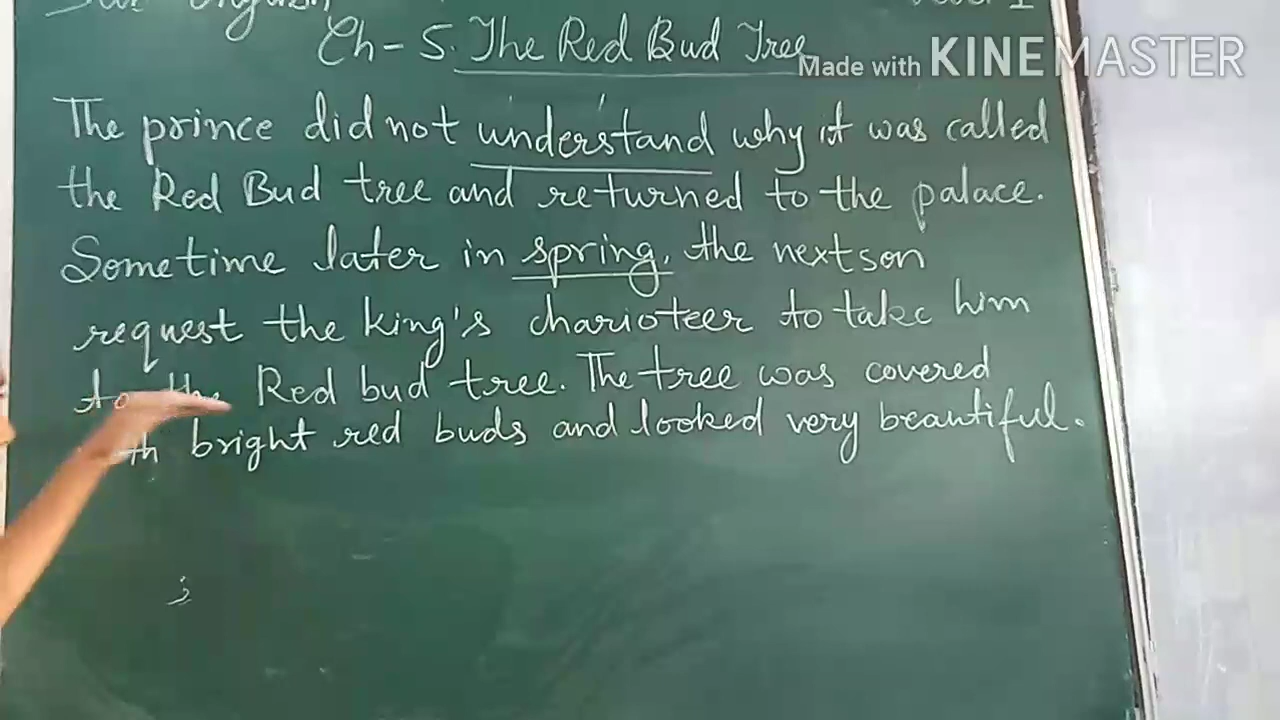 English
Ch - 5. The Red Bud Tree
Made with KINEMASTER
The prince did not understand why it was called
the Red Bud tree and returned to the palace.
Sometime later in spring, the next son
request the king's charioteer to take him
to the Red bud tree. The tree was covered
th bright red buds and looked very beautiful.